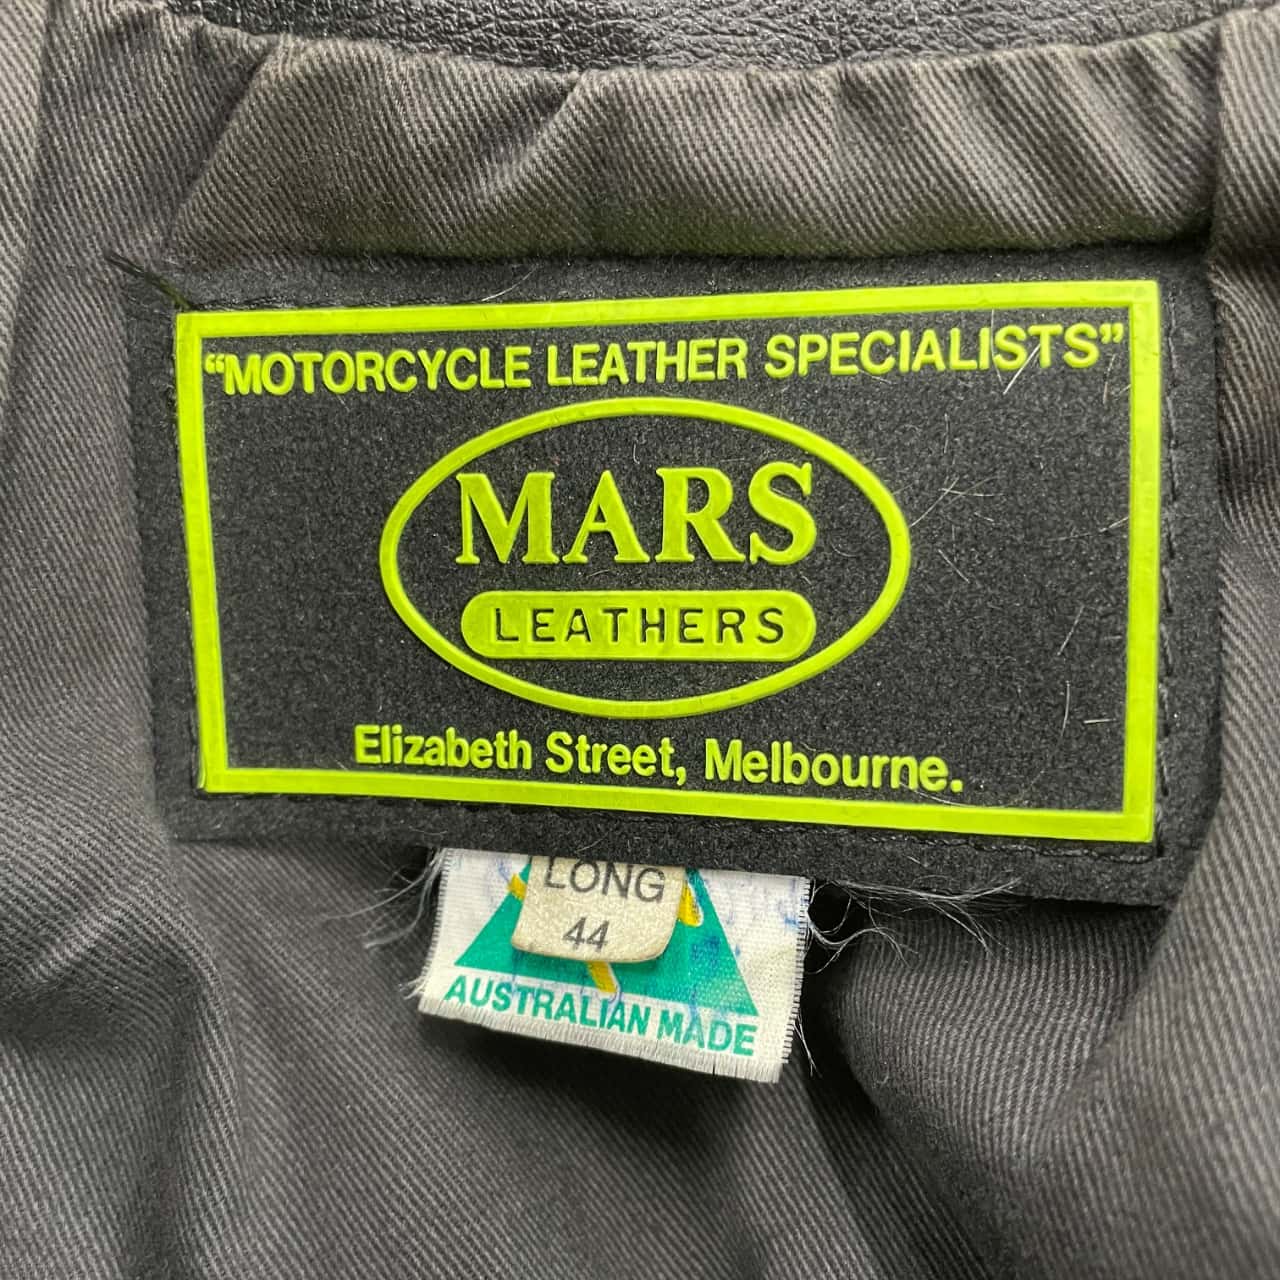 “MOTORCYCLE LEATHER SPECIALISTS”
MARS
LEATHERS
Elizabeth Street, Melbourne.
LONG
44
AUSTRALIAN MADE